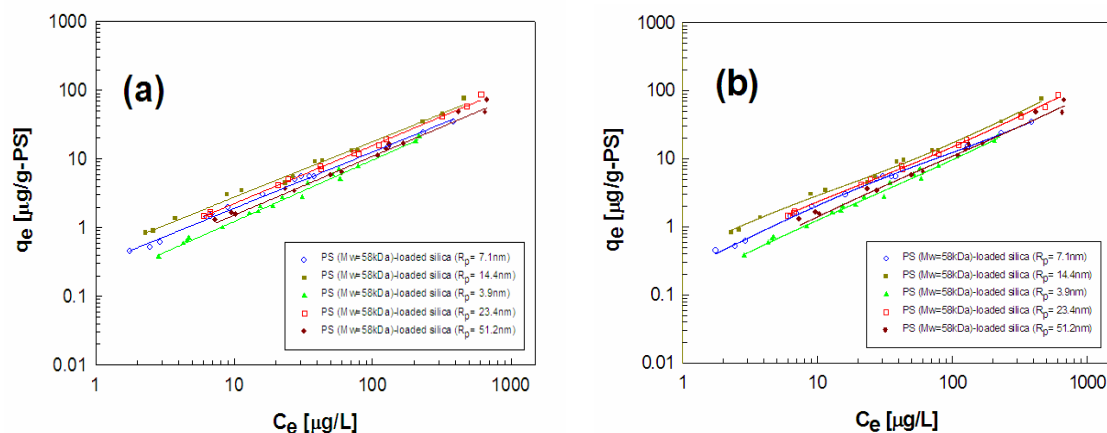 (a)
qe [µg/g-PS]
1000
100
10
1
0.1
0.01
1 10 100 1000
Ce [µg/L]
PS (Mw=58kDa)-loaded silica (Rp= 7.1nm)
PS (Mw=58kDa)-loaded silica (Rp= 14.4nm)
PS (Mw=58kDa)-loaded silica (Rp= 3.9nm)
PS (Mw=58kDa)-loaded silica (Rp= 23.4nm)
PS (Mw=58kDa)-loaded silica (Rp= 51.2nm)
(b)
qe [µg/g-PS]
1000
100
10
1
0.1
0.01
1 10 100 1000
Ce [µg/L]
PS (Mw=58kDa)-loaded silica (Rp= 7.1nm)
PS (Mw=58kDa)-loaded silica (Rp= 14.4nm)
PS (Mw=58kDa)-loaded silica (Rp= 3.9nm)
PS (Mw=58kDa)-loaded silica (Rp= 23.4nm)
PS (Mw=58kDa)-loaded silica (Rp= 51.2nm)